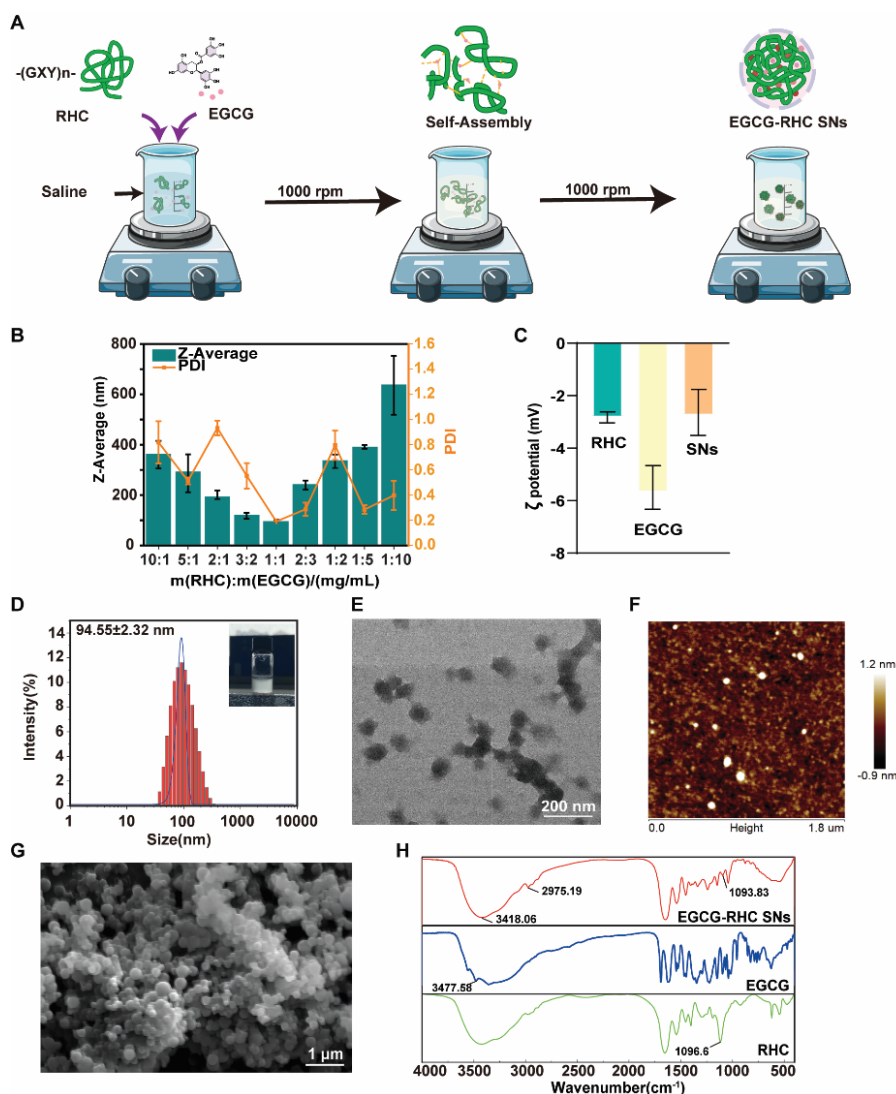 A
-(GXY)n-
RHC
EGCG
Saline
1000 rpm
Self-Assembly
1000 rpm
EGCG-RHC SNs
B
Z-Average (nm)
800
600
400
200
0
Z-Average
PDI
1.6
1.4
1.2
1.0
0.8
0.6
0.4
0.2
0.0
PDI
10:1 5:1 2:1 3:2 1:1 2:3 1:2 1:5 1:10
m(RHC):m(EGCG)/(mg/mL)
C
ζ potential (mV)
0
-2
-4
-6
-8
RHC
EGCG
SNs
D
Intensity(%)
14
12
10
8
6
4
2
0
94.55±2.32 nm
1 10 100 1000 10000
Size(nm)
E
200 nm
F
1.2 nm
-0.9 nm
0.0 Height 1.8 um
G
1 μm
H
2975.19
1093.83
3418.06
EGCG-RHC SNs
3477.58
EGCG
1096.6
RHC
4000 3500 3000 2500 2000 1500 1000 500
Wavenumber(cm⁻¹)